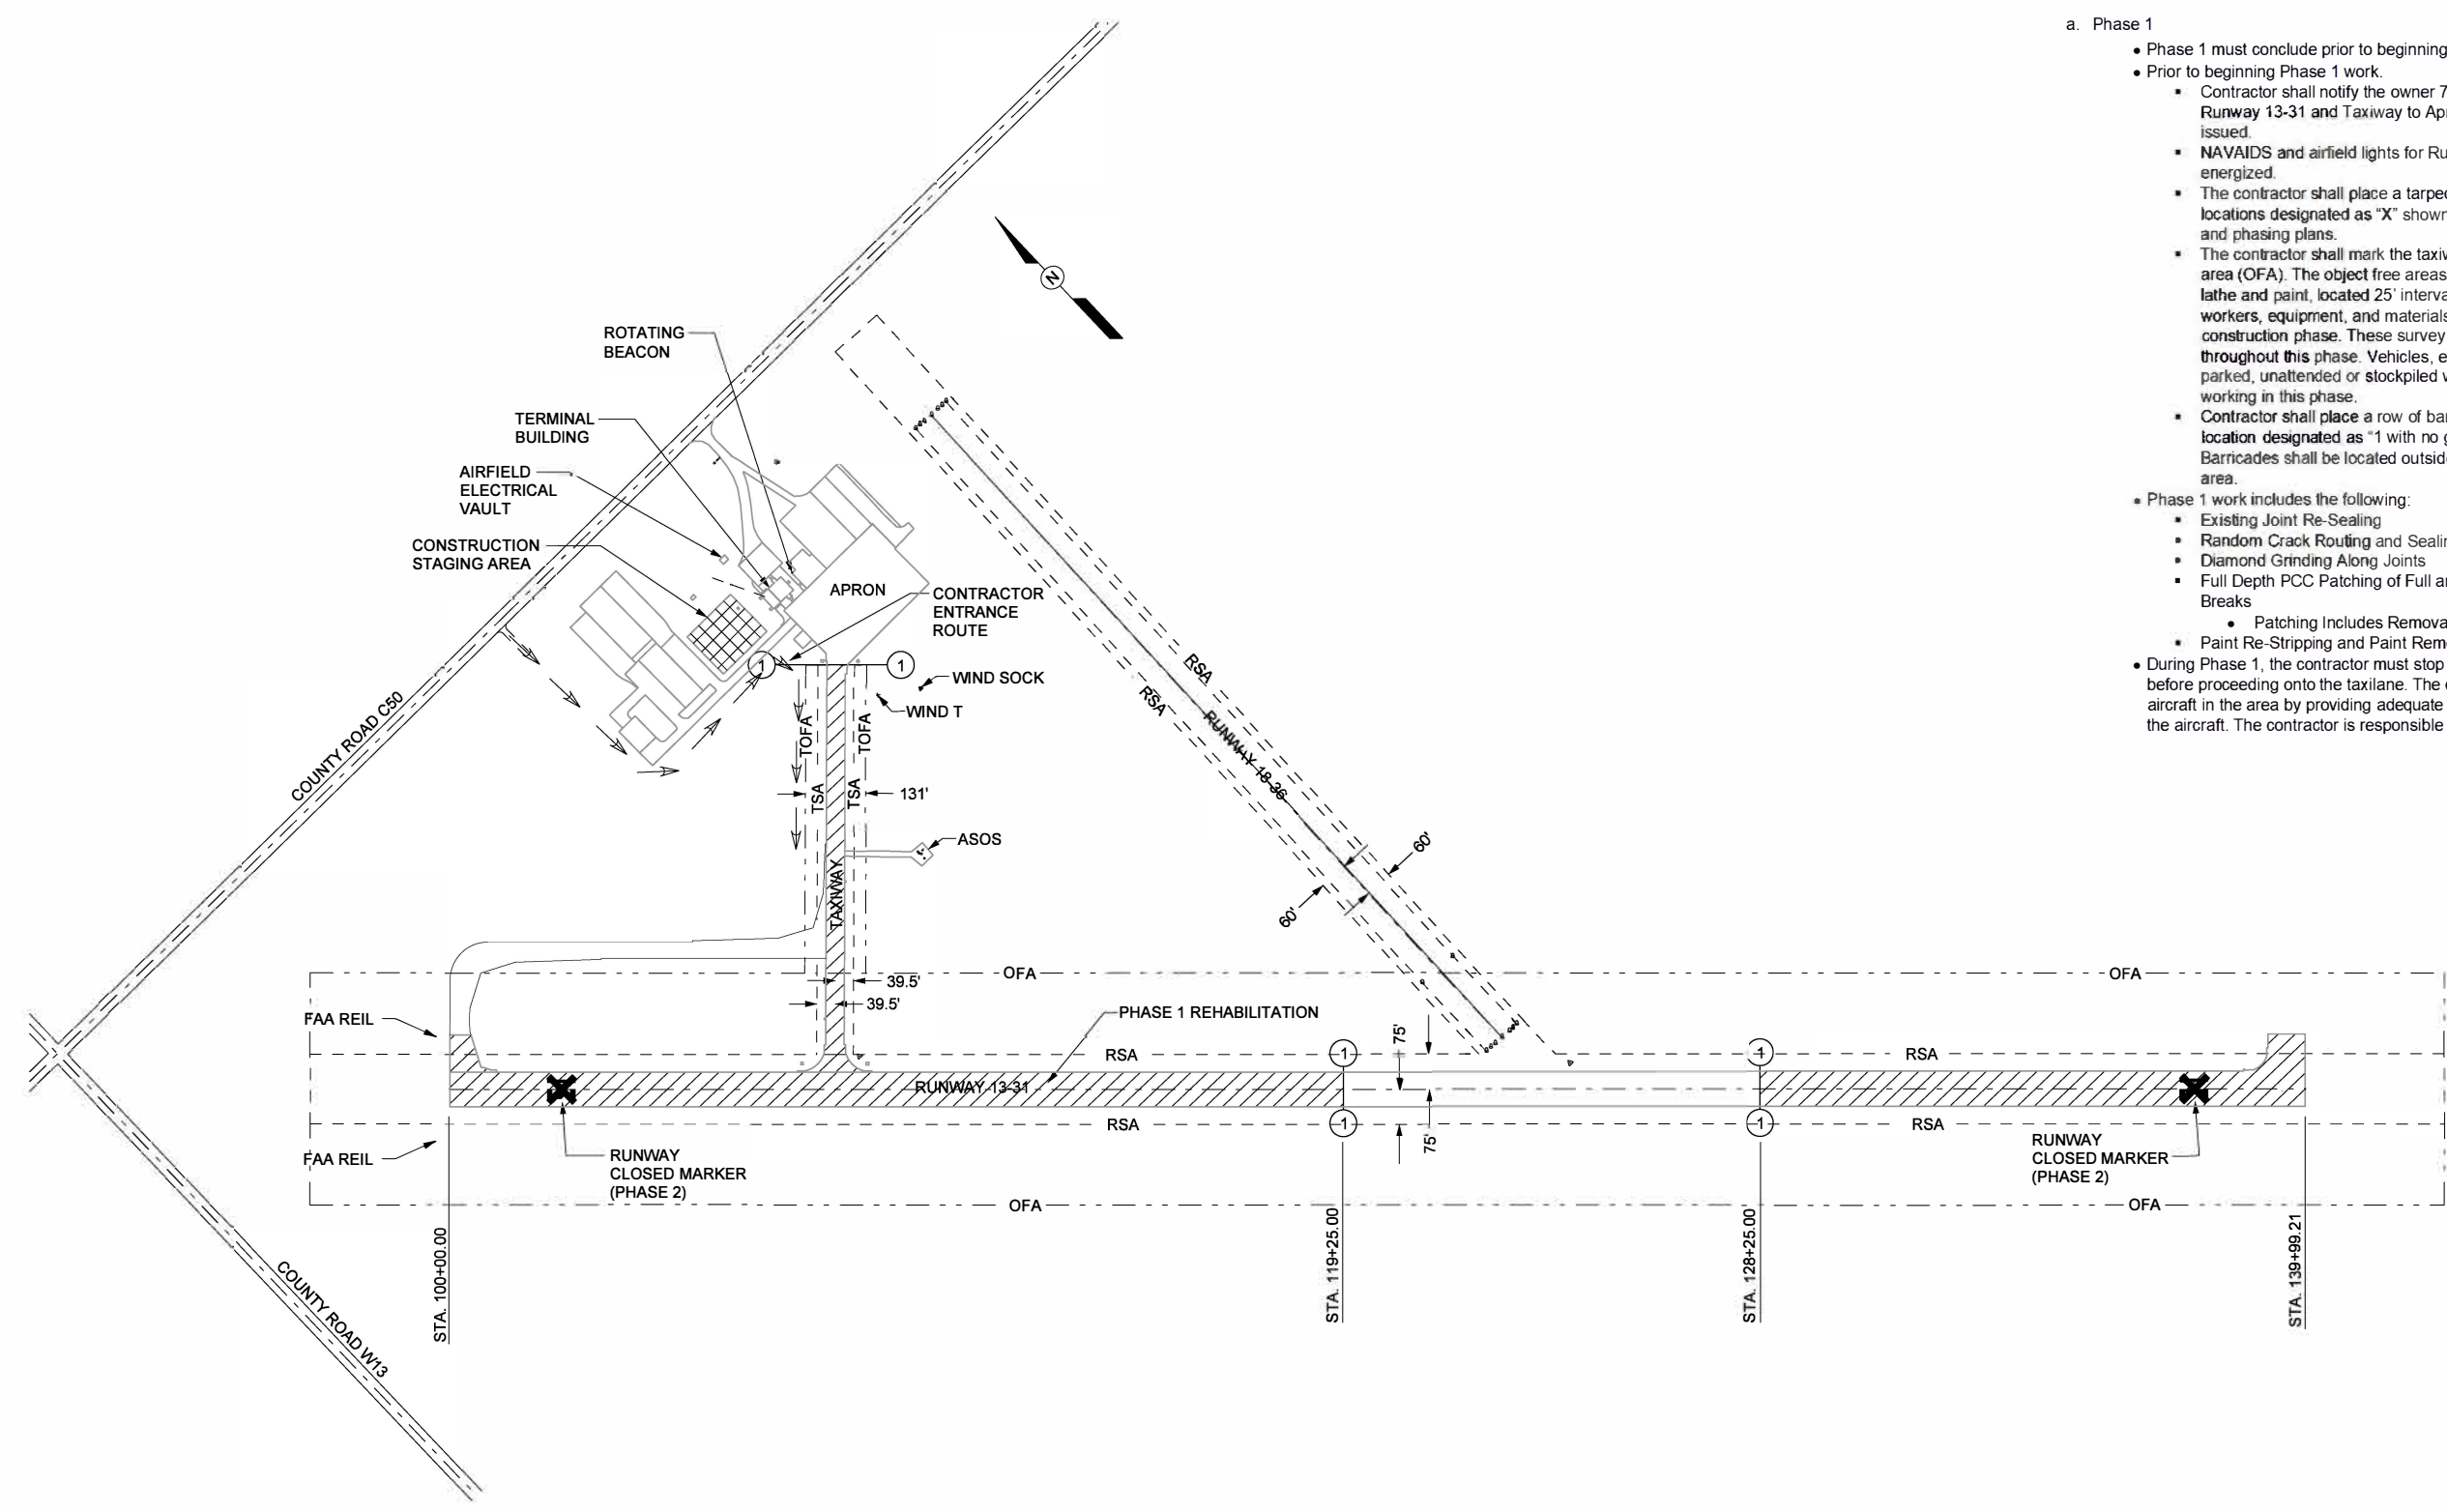 a. Phase 1
• Phase 1 must conclude prior to beginning
• Prior to beginning Phase 1 work.
▪ Contractor shall notify the owner 7
Runway 13-31 and Taxiway to Ap
issued.
▪ NAVAIDS and airfield lights for Ru
energized.
▪ The contractor shall place a tarped
locations designated as "X" shown
and phasing plans.
▪ The contractor shall mark the taxiw
area (OFA). The object free areas
lathe and paint, located 25' interva
workers, equipment, and materials
construction phase. These survey
throughout this phase. Vehicles, e
parked, unattended or stockpiled w
working in this phase.
▪ Contractor shall place a row of bar
location designated as "1 with no g
Barricades shall be located outside
area.
• Phase 1 work includes the following:
▪ Existing Joint Re-Sealing
▪ Random Crack Routing and Sealin
▪ Diamond Grinding Along Joints
▪ Full Depth PCC Patching of Full an
Breaks
• Patching Includes Remova
▪ Paint Re-Stripping and Paint Rem
• During Phase 1, the contractor must stop
before proceeding onto the taxilane. The
aircraft in the area by providing adequate
the aircraft. The contractor is responsible
N
ROTATING
BEACON
TERMINAL
BUILDING
AIRFIELD
ELECTRICAL
VAULT
CONSTRUCTION
STAGING AREA
APRON
CONTRACTOR
ENTRANCE
ROUTE
1
1
WIND SOCK
WIND T
COUNTY ROAD C50
TOFA
TOFA
TSA
TSA
131'
ASOS
TAXIWAY
RSA
RSA
RUNWAY 18-36
60'
60'
OFA
OFA
39.5'
39.5'
FAA REIL
PHASE 1 REHABILITATION
75'
RSA
1
1
RSA
RUNWAY 13-31
RSA
1
1
RSA
75'
FAA REIL
RUNWAY
CLOSED MARKER
(PHASE 2)
RUNWAY
CLOSED MARKER
(PHASE 2)
OFA
OFA
STA. 100+00.00
STA. 119+25.00
STA. 128+25.00
STA. 139+99.21
COUNTY ROAD W13